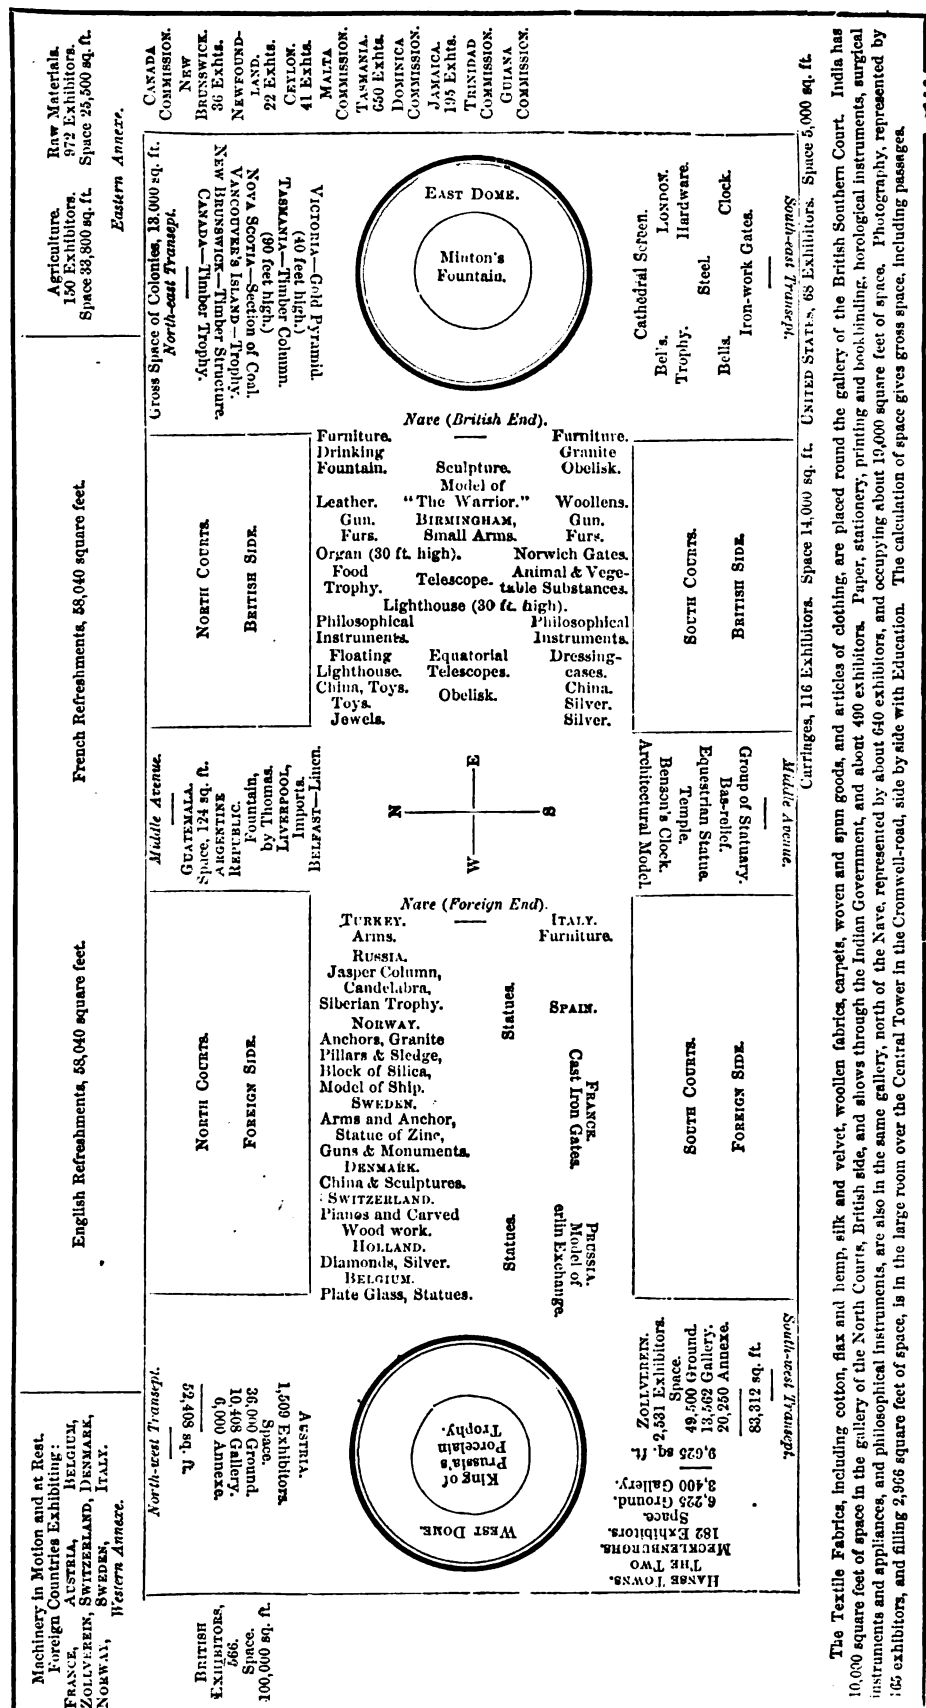 Agriculture.
150 Exhibitors.
Space 33,800 sq. ft.
Raw Materials.
972 Exhibitors.
Space 25,500 sq. ft.
Eastern Annexe.
French Refreshments, 58,040 square feet.
English Refreshments, 58,040 square feet.
Machinery in Motion and at Rest.
Foreign Countries Exhibiting:
FRANCE, AUSTRIA, BELGIUM,
ZOLLVEREIN, SWITZERLAND, DENMARK,
NORWAY, SWEDEN, ITALY.
Western Annexe.
CANADA
COMMISSION.
NEW
BRUNSWICK.
36 Exhts.
NEWFOUND-
LAND.
22 Exhts.
CEYLON.
41 Exhts.
MALTA
COMMISSION.
TASMANIA.
650 Exhts.
DOMINICA
COMMISSION.
JAMAICA.
195 Exhts.
TRINIDAD
COMMISSION.
GUIANA
COMMISSION.
Gross Space of Colonies, 13,000 sq. ft.
North-east Transept.
CANADA—Timber Trophy.
NEW BRUNSWICK—Timber Structure.
VANCOUVER'S ISLAND—Trophy.
NOVA SCOTIA—Section of Coal.
(90 feet high.)
TASMANIA—Timber Column.
(40 feet high.)
VICTORIA—Gold Pyramid.
EAST DOME.
Minton's
Fountain.
Cathedral Screen.
Bel's. LONDON.
Trophy. Hardware.
Steel.
Bells. Clock.
Iron-work Gates.
South-east Transept.
NORTH COURTS.
BRITISH SIDE.
Nave (British End).
Furniture. Furniture.
Drinking Granite
Fountain. Sculpture. Obelisk.
Model of
Leather. "The Warrior." Woollens.
Gun. BIRMINGHAM, Gun.
Furs. Small Arms. Furs.
Organ (30 ft. high). Norwich Gates.
Food Telescope. Animal & Vege-
Trophy. table Substances.
Lighthouse (30 ft. high).
Philosophical Philosophical
Instruments. Instruments.
Floating Equatorial Dressing-
Lighthouse. Telescopes. cases.
China, Toys. Obelisk. China.
Toys. Silver.
Jewels. Silver.
SOUTH COURTS.
BRITISH SIDE.
Middle Avenue.
GUATEMALA.
Space, 124 sq. ft.
ARGENTINE
REPUBLIC.
Fountain,
by Thomas.
LIVERPOOL,
Imports.
BELFAST—Linen.
E
N S
W
Architectural Model.
Benson's Clock.
Temple.
Equestrian Statue.
Bas-relief.
Group of Statuary.
Middle Avenue.
NORTH COURTS.
FOREIGN SIDE.
Nave (Foreign End).
TURKEY. ITALY.
Arms. Furniture.
RUSSIA.
Jasper Column,
Candelabra,
Siberian Trophy. Statues. SPAIN.
NORWAY.
Anchors, Granite
Pillars & Sledge,
Block of Silica,
Model of Ship.
SWEDEN.
Arms and Anchor,
Statue of Zinc,
Guns & Monuments.
DENMARK.
China & Sculptures.
SWITZERLAND.
Pianos and Carved
Wood work.
HOLLAND.
Diamonds, Silver.
BELGIUM.
Plate Glass, Statues.
FRANCE.
Cast Iron Gates.
Statues.
PRUSSIA.
Model of
erlin Exchange.
SOUTH COURTS.
FOREIGN SIDE.
North-west Transept.
AUSTRIA.
1,509 Exhibitors.
Space.
36,000 Ground.
10,408 Gallery.
6,000 Annexe.
52,408 sq. ft
WEST DOME.
King of
Prussia's
Porcelain
Trophy.
ZOLLVEREIN.
2,531 Exhibitors.
Space.
49,500 Ground.
13,562 Gallery.
20,250 Annexe.
83,312 sq. ft.
South-west Transept.
HANSE TOWNS.
THE TWO
MECKLENBURGHS.
182 Exhibitors.
Space.
6,225 Ground.
3,400 Gallery.
9,625 sq. ft.
BRITISH
EXHIBITORS,
Space.
100,000 sq. ft.
Carriages, 116 Exhibitors. Space 14,000 sq. ft. UNITED STATES, 68 Exhibitors. Space 5,000 sq. ft.
The Textile Fabrics, including cotton, flax and hemp, silk and velvet, woollen fabrics, carpets, woven and spun goods, and articles of clothing, are placed round the gallery of the British Southern Court. India has
10,000 square feet of space in the gallery of the North Courts, British side, and shows through the Indian Government, and about 490 exhibitors. Paper, stationery, printing and bookbinding, horological instruments, surgical
instruments and appliances, and philosophical instruments, are also in the same gallery, north of the Nave, represented by about 640 exhibitors, and occupying about 19,000 square feet of space. Photography, represented by
165 exhibitors, and filling 2,966 square feet of space, is in the large room over the Central Tower in the Cromwell-road, side by side with Education. The calculation of space gives gross space, including passages.